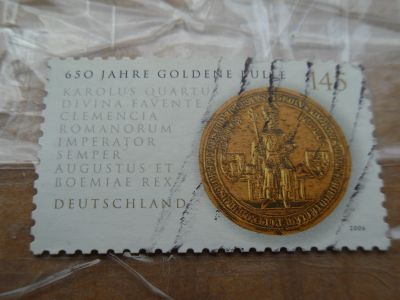 650 JAHRE GOLDENE BULLE 145
KAROLUS QUARTUS
DIVINA FAVENTE
CLEMENCIA
ROMANORUM
IMPERATOR
SEMPER
AUGUSTUS ET
BOEMIAE REX
DEUTSCHLAND
2006